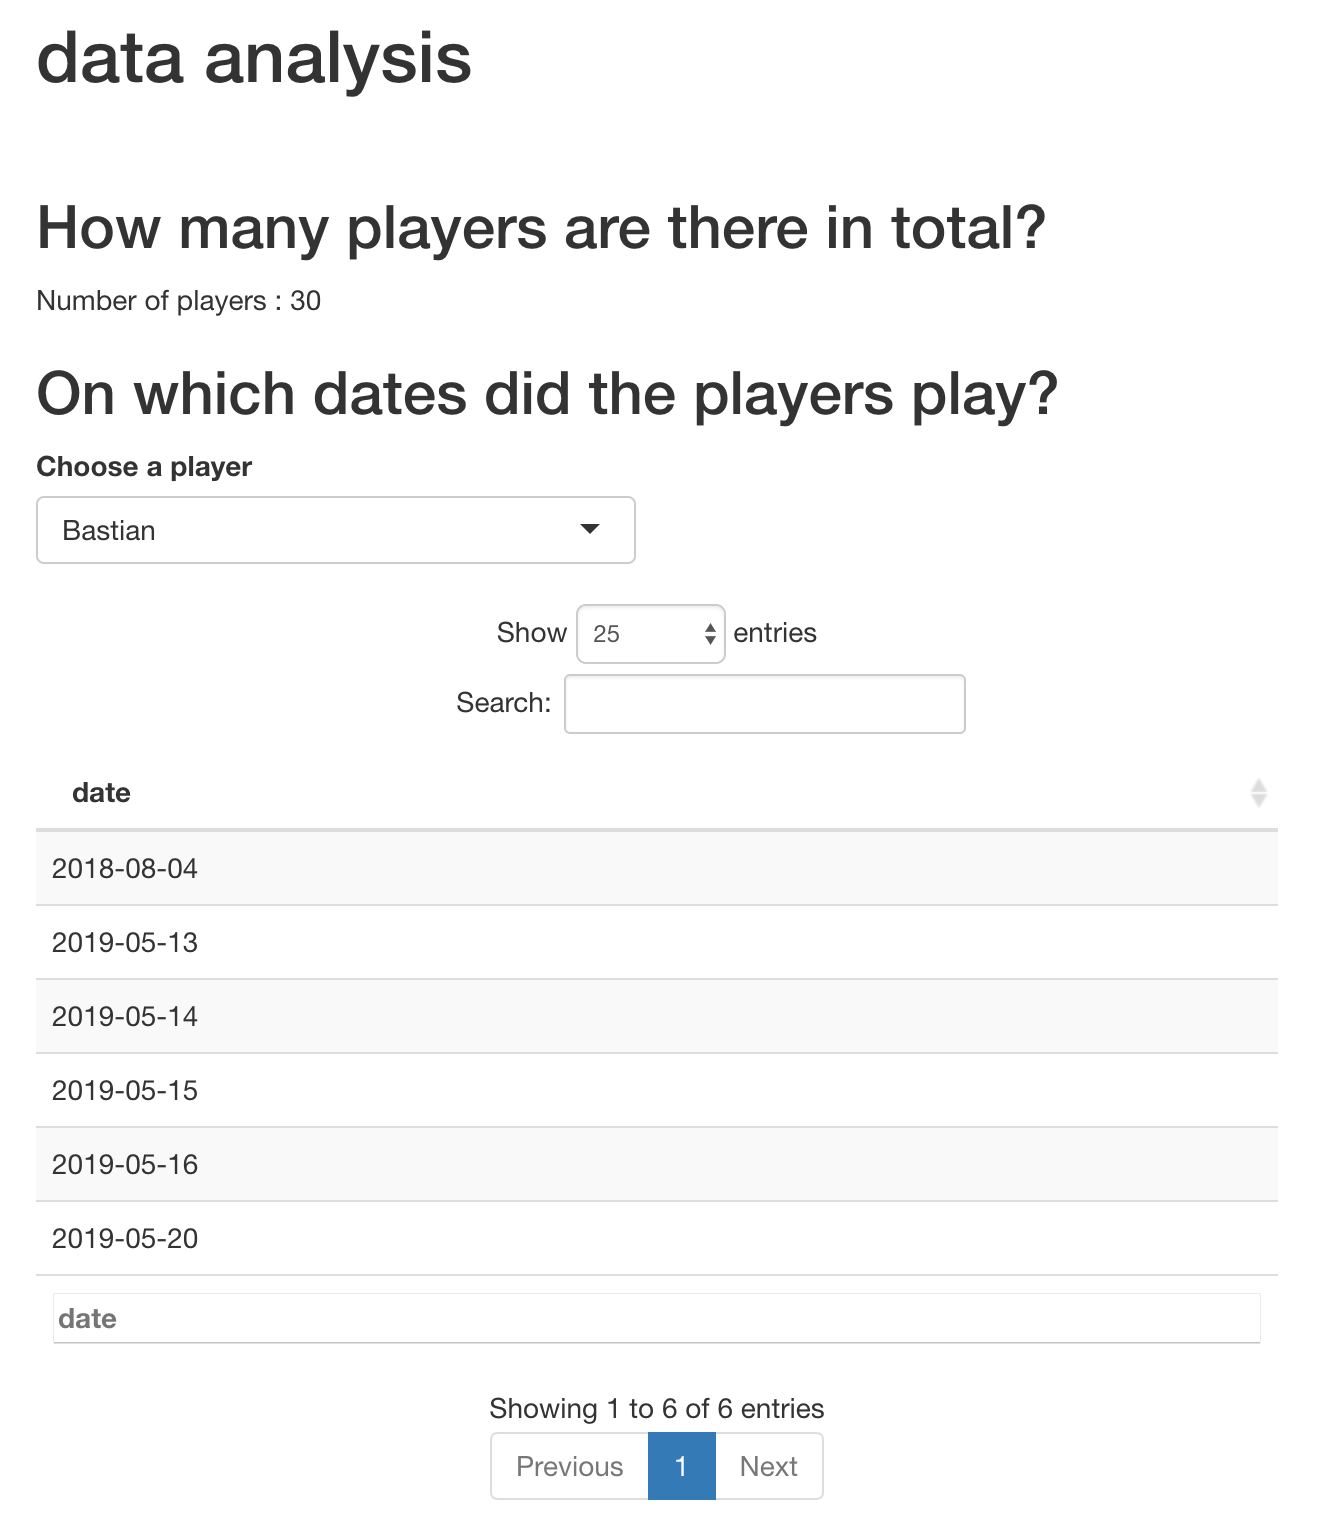 data analysis
How many players are there in total?
Number of players : 30
On which dates did the players play?
Choose a player
Bastian
Show 25 entries
Search:
date
2018-08-04
2019-05-13
2019-05-14
2019-05-15
2019-05-16
2019-05-20
date
Showing 1 to 6 of 6 entries
Previous 1 Next